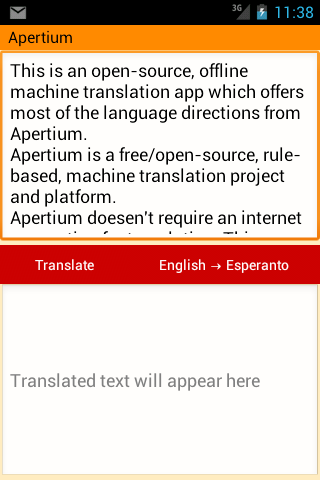 3G 11:38
Apertium
This is an open-source, offline
machine translation app which offers
most of the language directions from
Apertium.
Apertium is a free/open-source, rule-
based, machine translation project
and platform.
Apertium doesen't require an internet
Translate English → Esperanto
Translated text will appear here